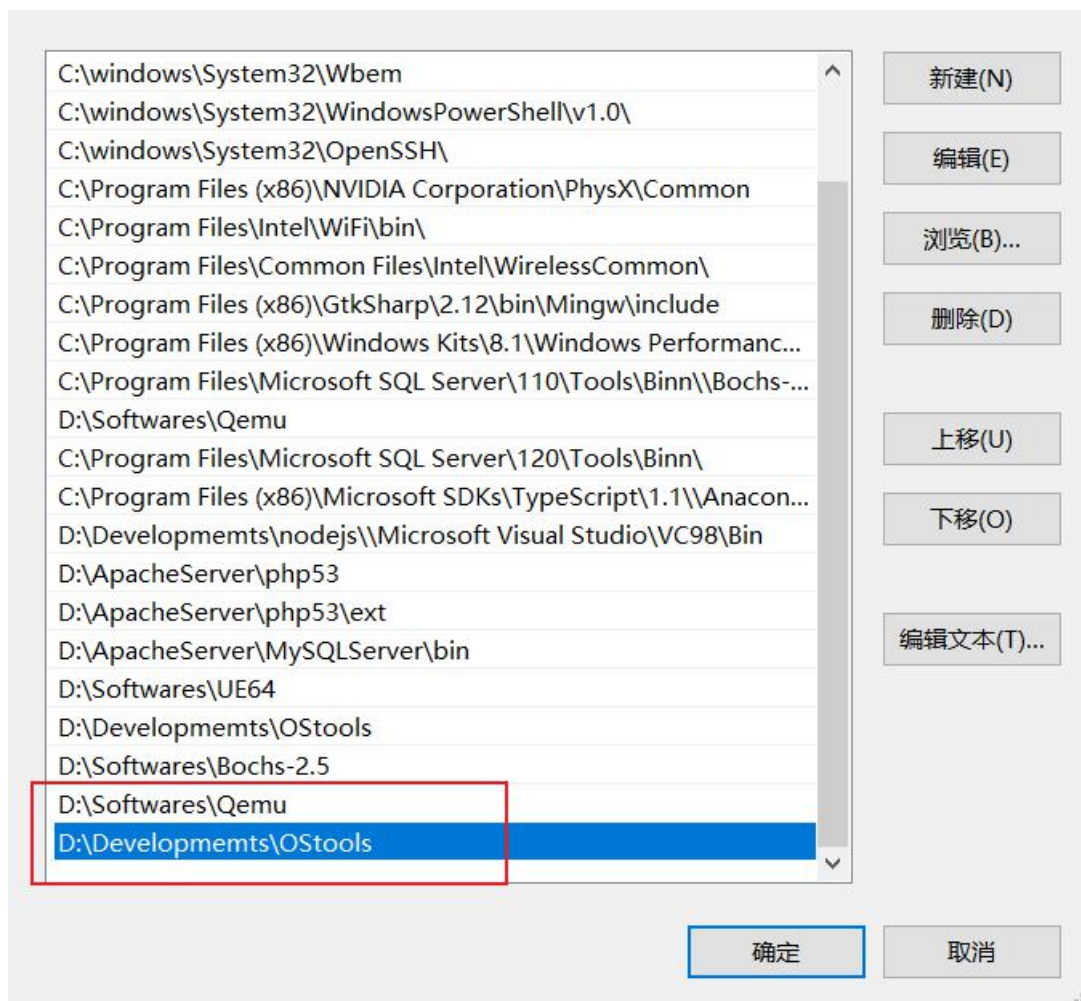 C:\windows\System32\Wbem
C:\windows\System32\WindowsPowerShell\v1.0\
C:\windows\System32\OpenSSH\
C:\Program Files (x86)\NVIDIA Corporation\PhysX\Common
C:\Program Files\Intel\WiFi\bin\
C:\Program Files\Common Files\Intel\WirelessCommon\
C:\Program Files (x86)\GtkSharp\2.12\bin\Mingw\include
C:\Program Files (x86)\Windows Kits\8.1\Windows Performanc...
C:\Program Files\Microsoft SQL Server\110\Tools\Binn\\Bochs-...
D:\Softwares\Qemu
C:\Program Files\Microsoft SQL Server\120\Tools\Binn\
C:\Program Files (x86)\Microsoft SDKs\TypeScript\1.1\\Anacon...
D:\Developmemts\nodejs\\Microsoft Visual Studio\VC98\Bin
D:\ApacheServer\php53
D:\ApacheServer\php53\ext
D:\ApacheServer\MySQLServer\bin
D:\Softwares\UE64
D:\Developmemts\OStools
D:\Softwares\Bochs-2.5
D:\Softwares\Qemu
D:\Developmemts\OStools
新建(N)
编辑(E)
浏览(B)...
删除(D)
上移(U)
下移(O)
编辑文本(T)...
确定
取消